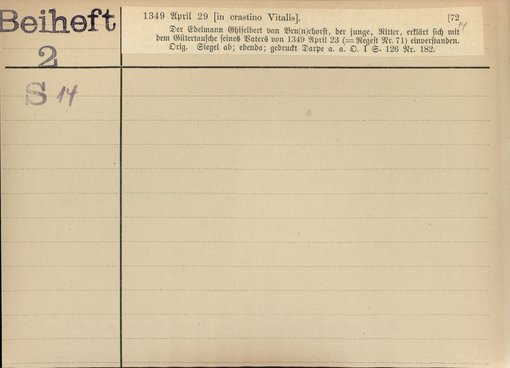 Beiheft
2
S 14
1349 April 29 [in crastino Vitalis]. [72
14
Der Edelmann Ghiselbert van Bru[n]chorst, der junge, Ritter, erklärt sich mit
dem Gütertausche seines Vaters von 1349 April 23 (= Regest Nr. 71) einverstanden.
Orig. Siegel ab; ebenda; gedruckt Darpe a. a. O. I S. 126 Nr. 182.